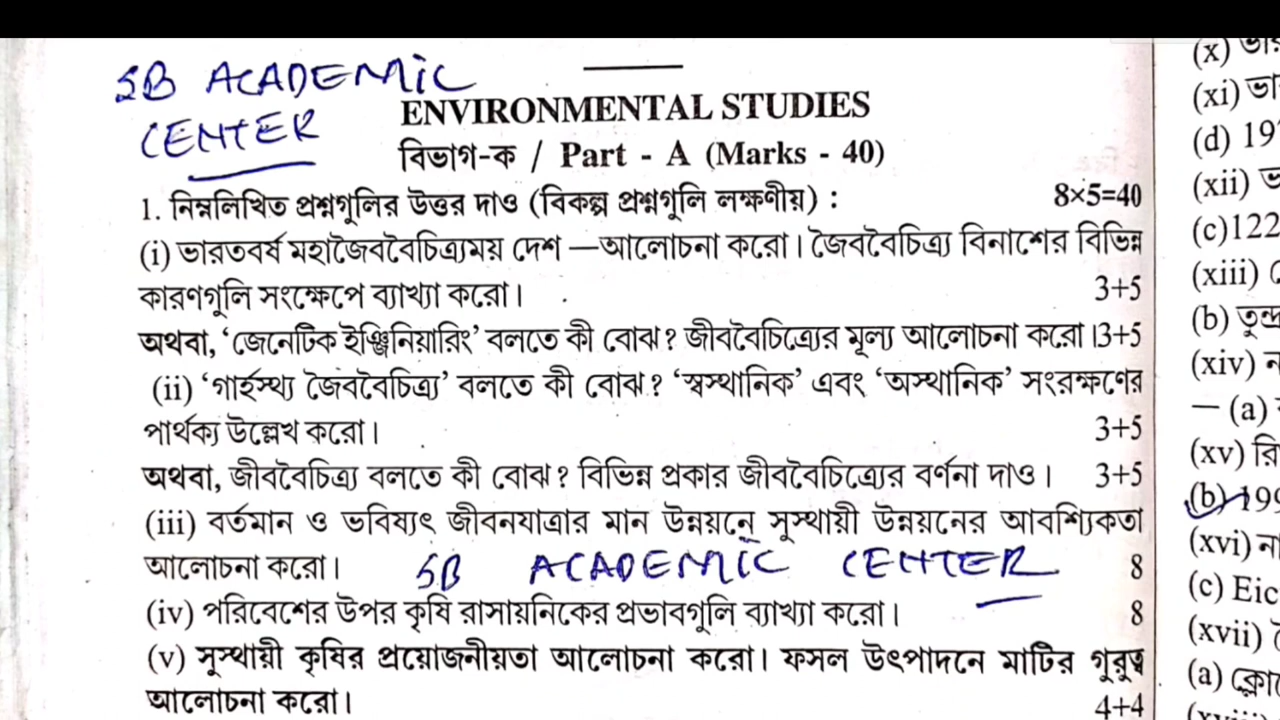 SB ACADEMIC
CENTER
ENVIRONMENTAL STUDIES
বিভাগ-ক / Part - A (Marks - 40)
1. নিম্নলিখিত প্রশ্নগুলির উত্তর দাও (বিকল্প প্রশ্নগুলি লক্ষণীয়) : 8×5=40
(i) ভারতবর্ষ মহাজৈববৈচিত্র্যময় দেশ —আলোচনা করো। জৈববৈচিত্র্য বিনাশের বিভিন্ন
কারণগুলি সংক্ষেপে ব্যাখ্যা করো। 3+5
অথবা, ‘জেনেটিক ইঞ্জিনিয়ারিং’ বলতে কী বোঝ? জীববৈচিত্র্যের মূল্য আলোচনা করো।3+5
(ii) ‘গার্হস্থ্য জৈববৈচিত্র্য’ বলতে কী বোঝ? ‘স্বস্থানিক’ এবং ‘অস্থানিক’ সংরক্ষণের
পার্থক্য উল্লেখ করো। 3+5
অথবা, জীববৈচিত্র্য বলতে কী বোঝ? বিভিন্ন প্রকার জীববৈচিত্র্যের বর্ণনা দাও। 3+5
(iii) বর্তমান ও ভবিষ্যৎ জীবনযাত্রার মান উন্নয়নে সুস্থায়ী উন্নয়নের আবশ্যিকতা
আলোচনা করো। 8
SB ACADEMIC CENTER
(iv) পরিবেশের উপর কৃষি রাসায়নিকের প্রভাবগুলি ব্যাখ্যা করো। 8
(v) সুস্থায়ী কৃষির প্রয়োজনীয়তা আলোচনা করো। ফসল উৎপাদনে মাটির গুরুত্ব
আলোচনা করো। 4+4
(x)
(xi)
(d)
(xii)
(c)122
(xiii)
(b)
(xiv)
— (a)
(xv)
(b)
(xvi)
(c) Eic
(xvii)
(a)